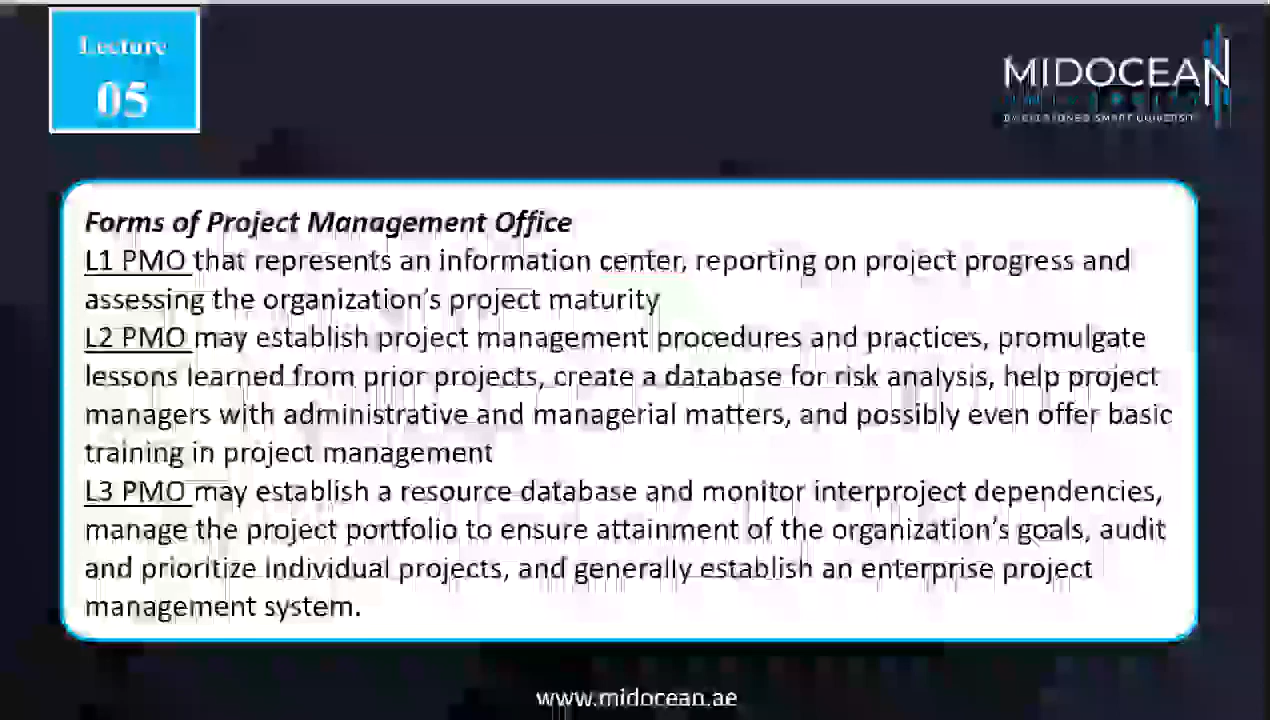 Lecture
05
MIDOCEAN
Forms of Project Management Office
L1 PMO that represents an information center, reporting on project progress and
assessing the organization's project maturity
L2 PMO may establish project management procedures and practices, promulgate
lessons learned from prior projects, create a database for risk analysis, help project
managers with administrative and managerial matters, and possibly even offer basic
training in project management
L3 PMO may establish a resource database and monitor interproject dependencies,
manage the project portfolio to ensure attainment of the organization's goals, audit
and prioritize individual projects, and generally establish an enterprise project
management system.
www.midocean.ae